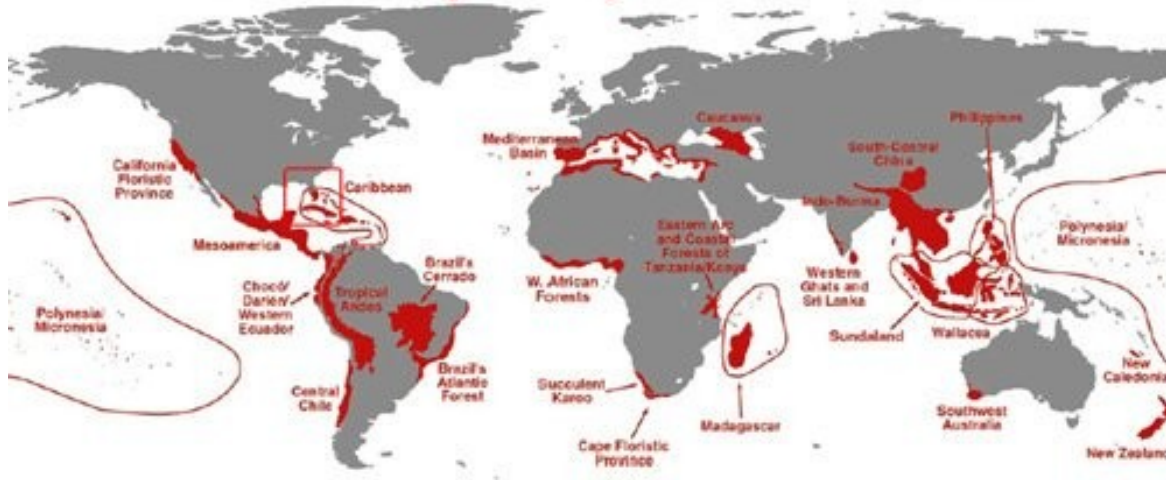 California
Floristic
Province
Caribbean
Mesoamerica
Polynesia/
Micronesia
Chocó/
Darién/
Western
Ecuador
Tropical
Andes
Brazil's
Cerrado
Central
Chile
Brazil's
Atlantic
Forest
Mediterranean
Basin
Caucasus
W. African
Forests
Eastern Arc
and Coastal
Forests of
Tanzania/Kenya
Succulent
Karoo
Cape Floristic
Province
Madagascar
South-Central
China
Philippines
Indo-Burma
Western
Ghats and
Sri Lanka
Sundaland
Wallacea
Polynesia/
Micronesia
New
Caledonia
Southwest
Australia
New Zealand